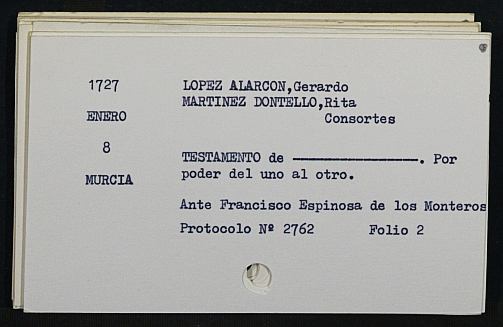 1727
ENERO
8
MURCIA
LOPEZ ALARCON,Gerardo
MARTINEZ DONTELLO,Rita
Consortes
TESTAMENTO de ——————————. Por
poder del uno al otro.
Ante Francisco Espinosa de los Monteros
Protocolo Nº 2762 Folio 2